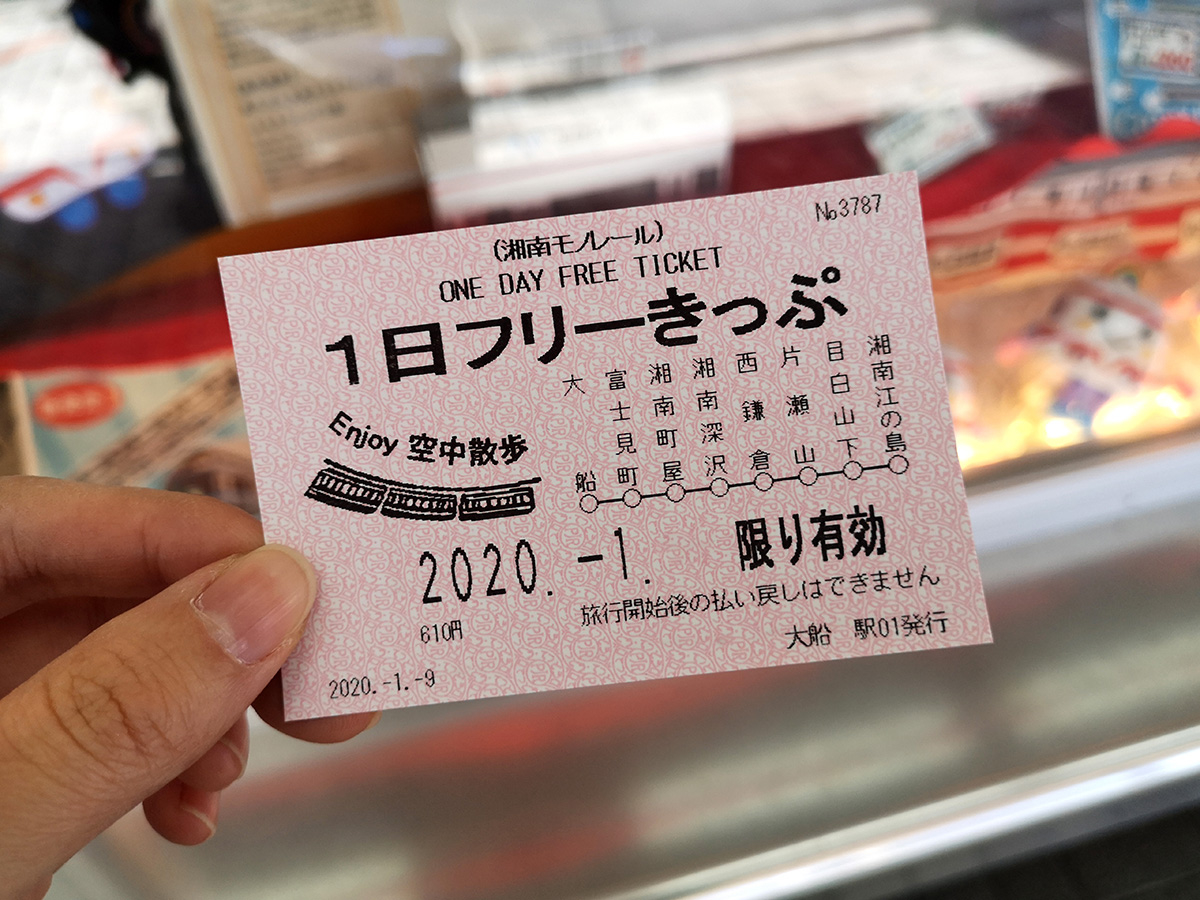 No3787
(湘南モノレール)
ONE DAY FREE TICKET
1日フリーきっぷ
大船
富士見町
湘南町屋
湘南深沢
西鎌倉
片瀬山
目白山下
湘南江の島
Enjoy 空中散歩
2020. -1. 限り有効
旅行開始後の払い戻しはできません
610円
大船 駅01発行
2020.-1.-9